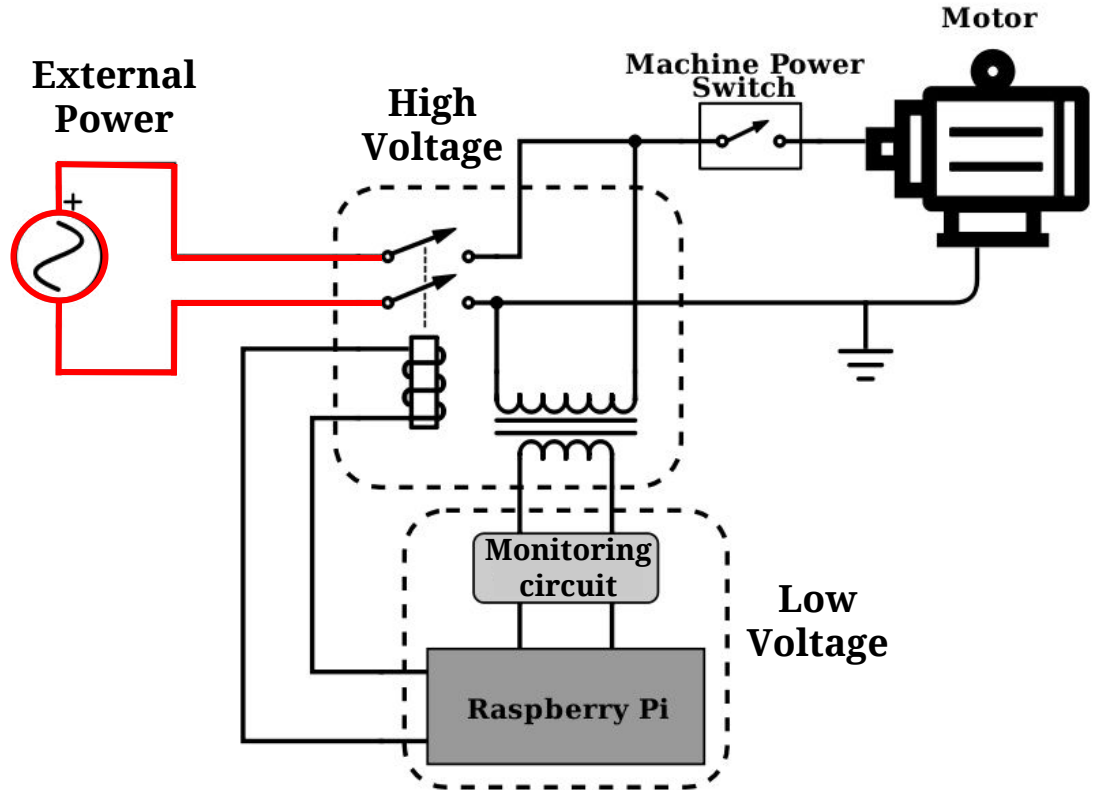 Motor
External
Power
High
Voltage
Machine Power
Switch
+
Monitoring
circuit
Low
Voltage
Raspberry Pi